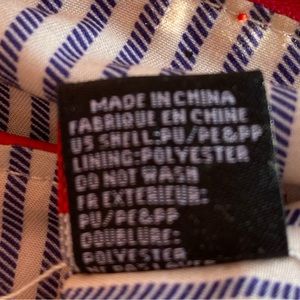 MADE IN CHINA
FABRIQUE EN CHINE
US SHELL:PU/PE&PP
LINING:POLYESTER
DO NOT WASH
FR EXTERIEUR:
PU/PE&PP
DOUBLURE: